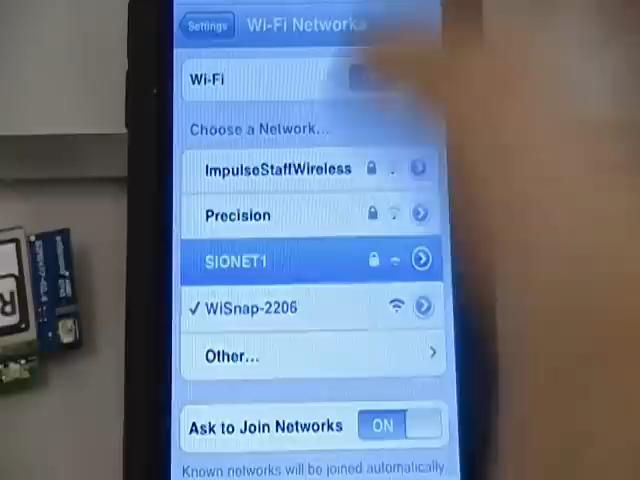 Settings
Wi-Fi Networks
Wi-Fi
Choose a Network...
ImpulseStaffWireless
Precision
SIONET1
✓ WiSnap-2206
Other...
Ask to Join Networks ON
Known networks will be joined automatically